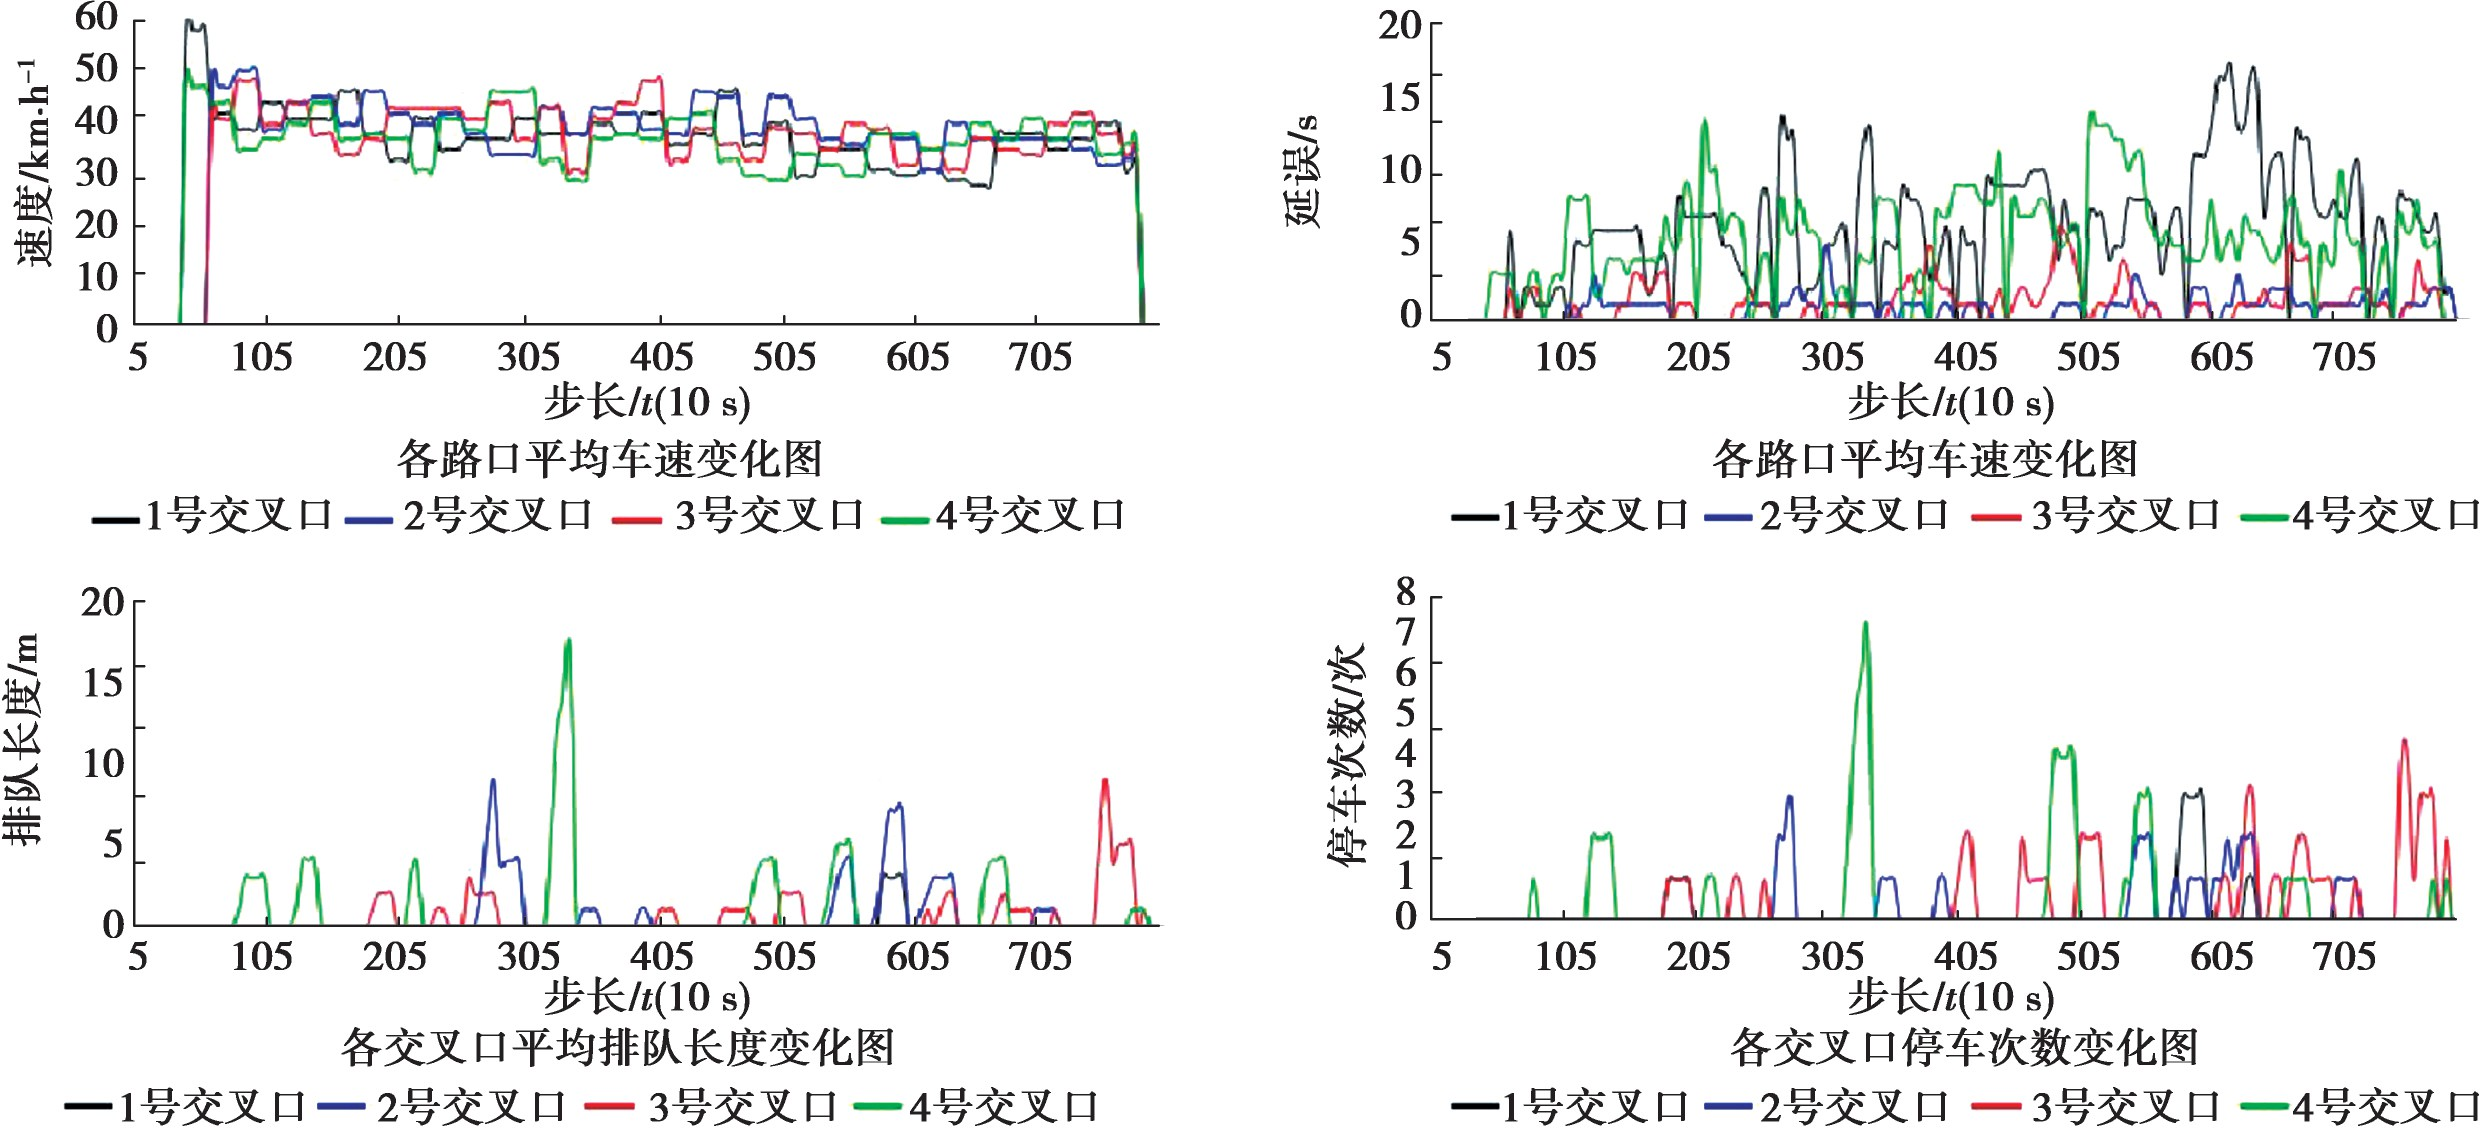 60
50
40
30
20
10
0
速度/km·h⁻¹
5 105 205 305 405 505 605 705
步长/t(10 s)
各路口平均车速变化图
1号交叉口 2号交叉口 3号交叉口 4号交叉口
20
15
10
5
0
延误/s
5 105 205 305 405 505 605 705
步长/t(10 s)
各路口平均车速变化图
1号交叉口 2号交叉口 3号交叉口 4号交叉口
20
15
10
5
0
排队长度/m
5 105 205 305 405 505 605 705
步长/t(10 s)
各交叉口平均排队长度变化图
1号交叉口 2号交叉口 3号交叉口 4号交叉口
8
7
6
5
4
3
2
1
0
停车次数/次
5 105 205 305 405 505 605 705
步长/t(10 s)
各交叉口停车次数变化图
1号交叉口 2号交叉口 3号交叉口 4号交叉口